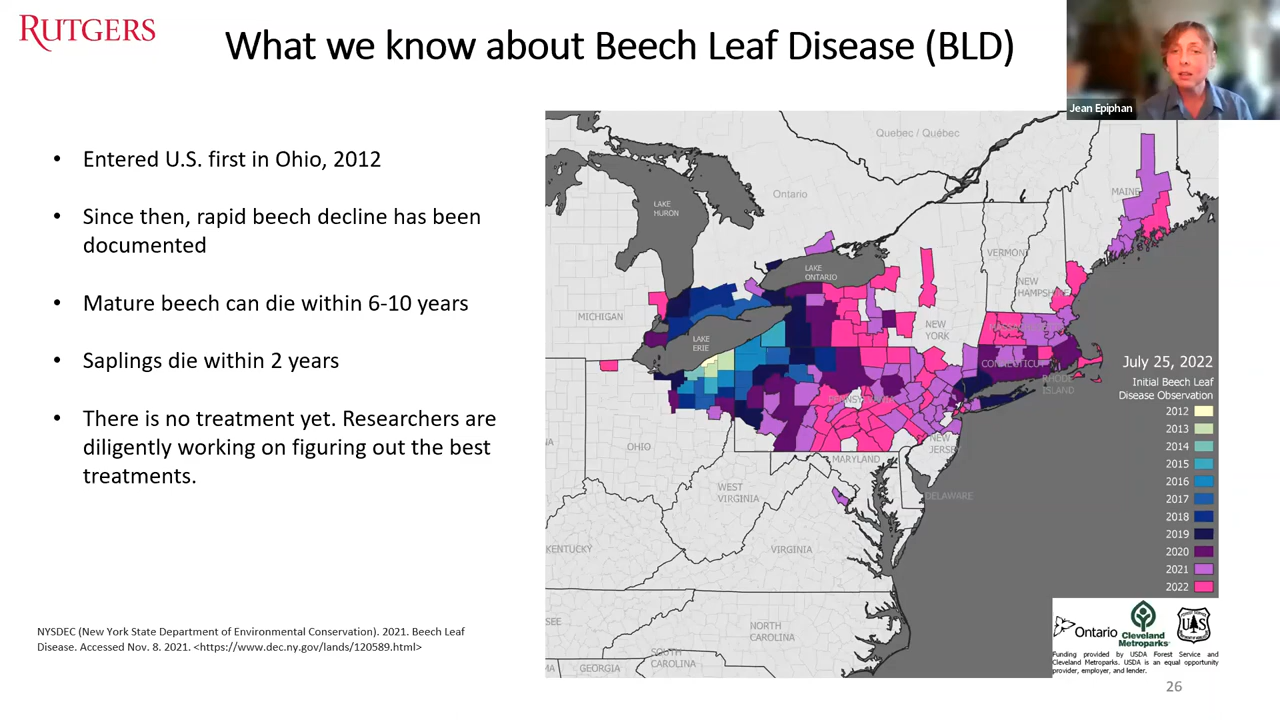 RUTGERS
What we know about Beech Leaf Disease (BLD)
Jean Epiphan
• Entered U.S. first in Ohio, 2012
• Since then, rapid beech decline has been
documented
• Mature beech can die within 6-10 years
• Saplings die within 2 years
• There is no treatment yet. Researchers are
diligently working on figuring out the best
treatments.
NYSDEC (New York State Department of Environmental Conservation). 2021. Beech Leaf
Disease. Accessed Nov. 8. 2021. <https://www.dec.ny.gov/lands/120589.html>
Quebec / Québec
Ontario
MAINE
LAKE
HURON
VERMONT
LAKE
ONTARIO
NEW
HAMPSHIRE
MICHIGAN
NEW
YORK
LAKE
ERIE
CONNECTICUT
RHODE
ISLAND
PENNSYLVANIA
OHIO
NEW
JERS
MARYLAND
WEST
VIRGINIA
DELAWARE
KENTUCKY
VIRGINIA
SEE
NORTH
CAROLINA
SOUTH
CAROLINA
GEORGIA
July 25, 2022
Initial Beech Leaf
Disease Observation
2012
2013
2014
2015
2016
2017
2018
2019
2020
2021
2022
Ontario
Cleveland
Metroparks
UAS
Funding provided by USDA Forest Service and
Cleveland Metroparks. USDA is an equal opportunity
provider, employer, and lender.
26